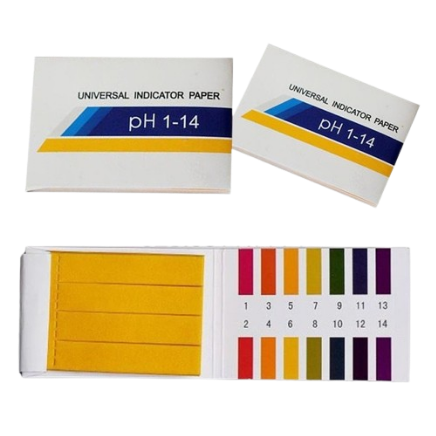 UNIVERSAL INDICATOR PAPER
pH 1-14
UNIVERSAL INDICATOR PAPER
pH 1-14
1 3 5 7 9 11 13
2 4 6 8 10 12 14